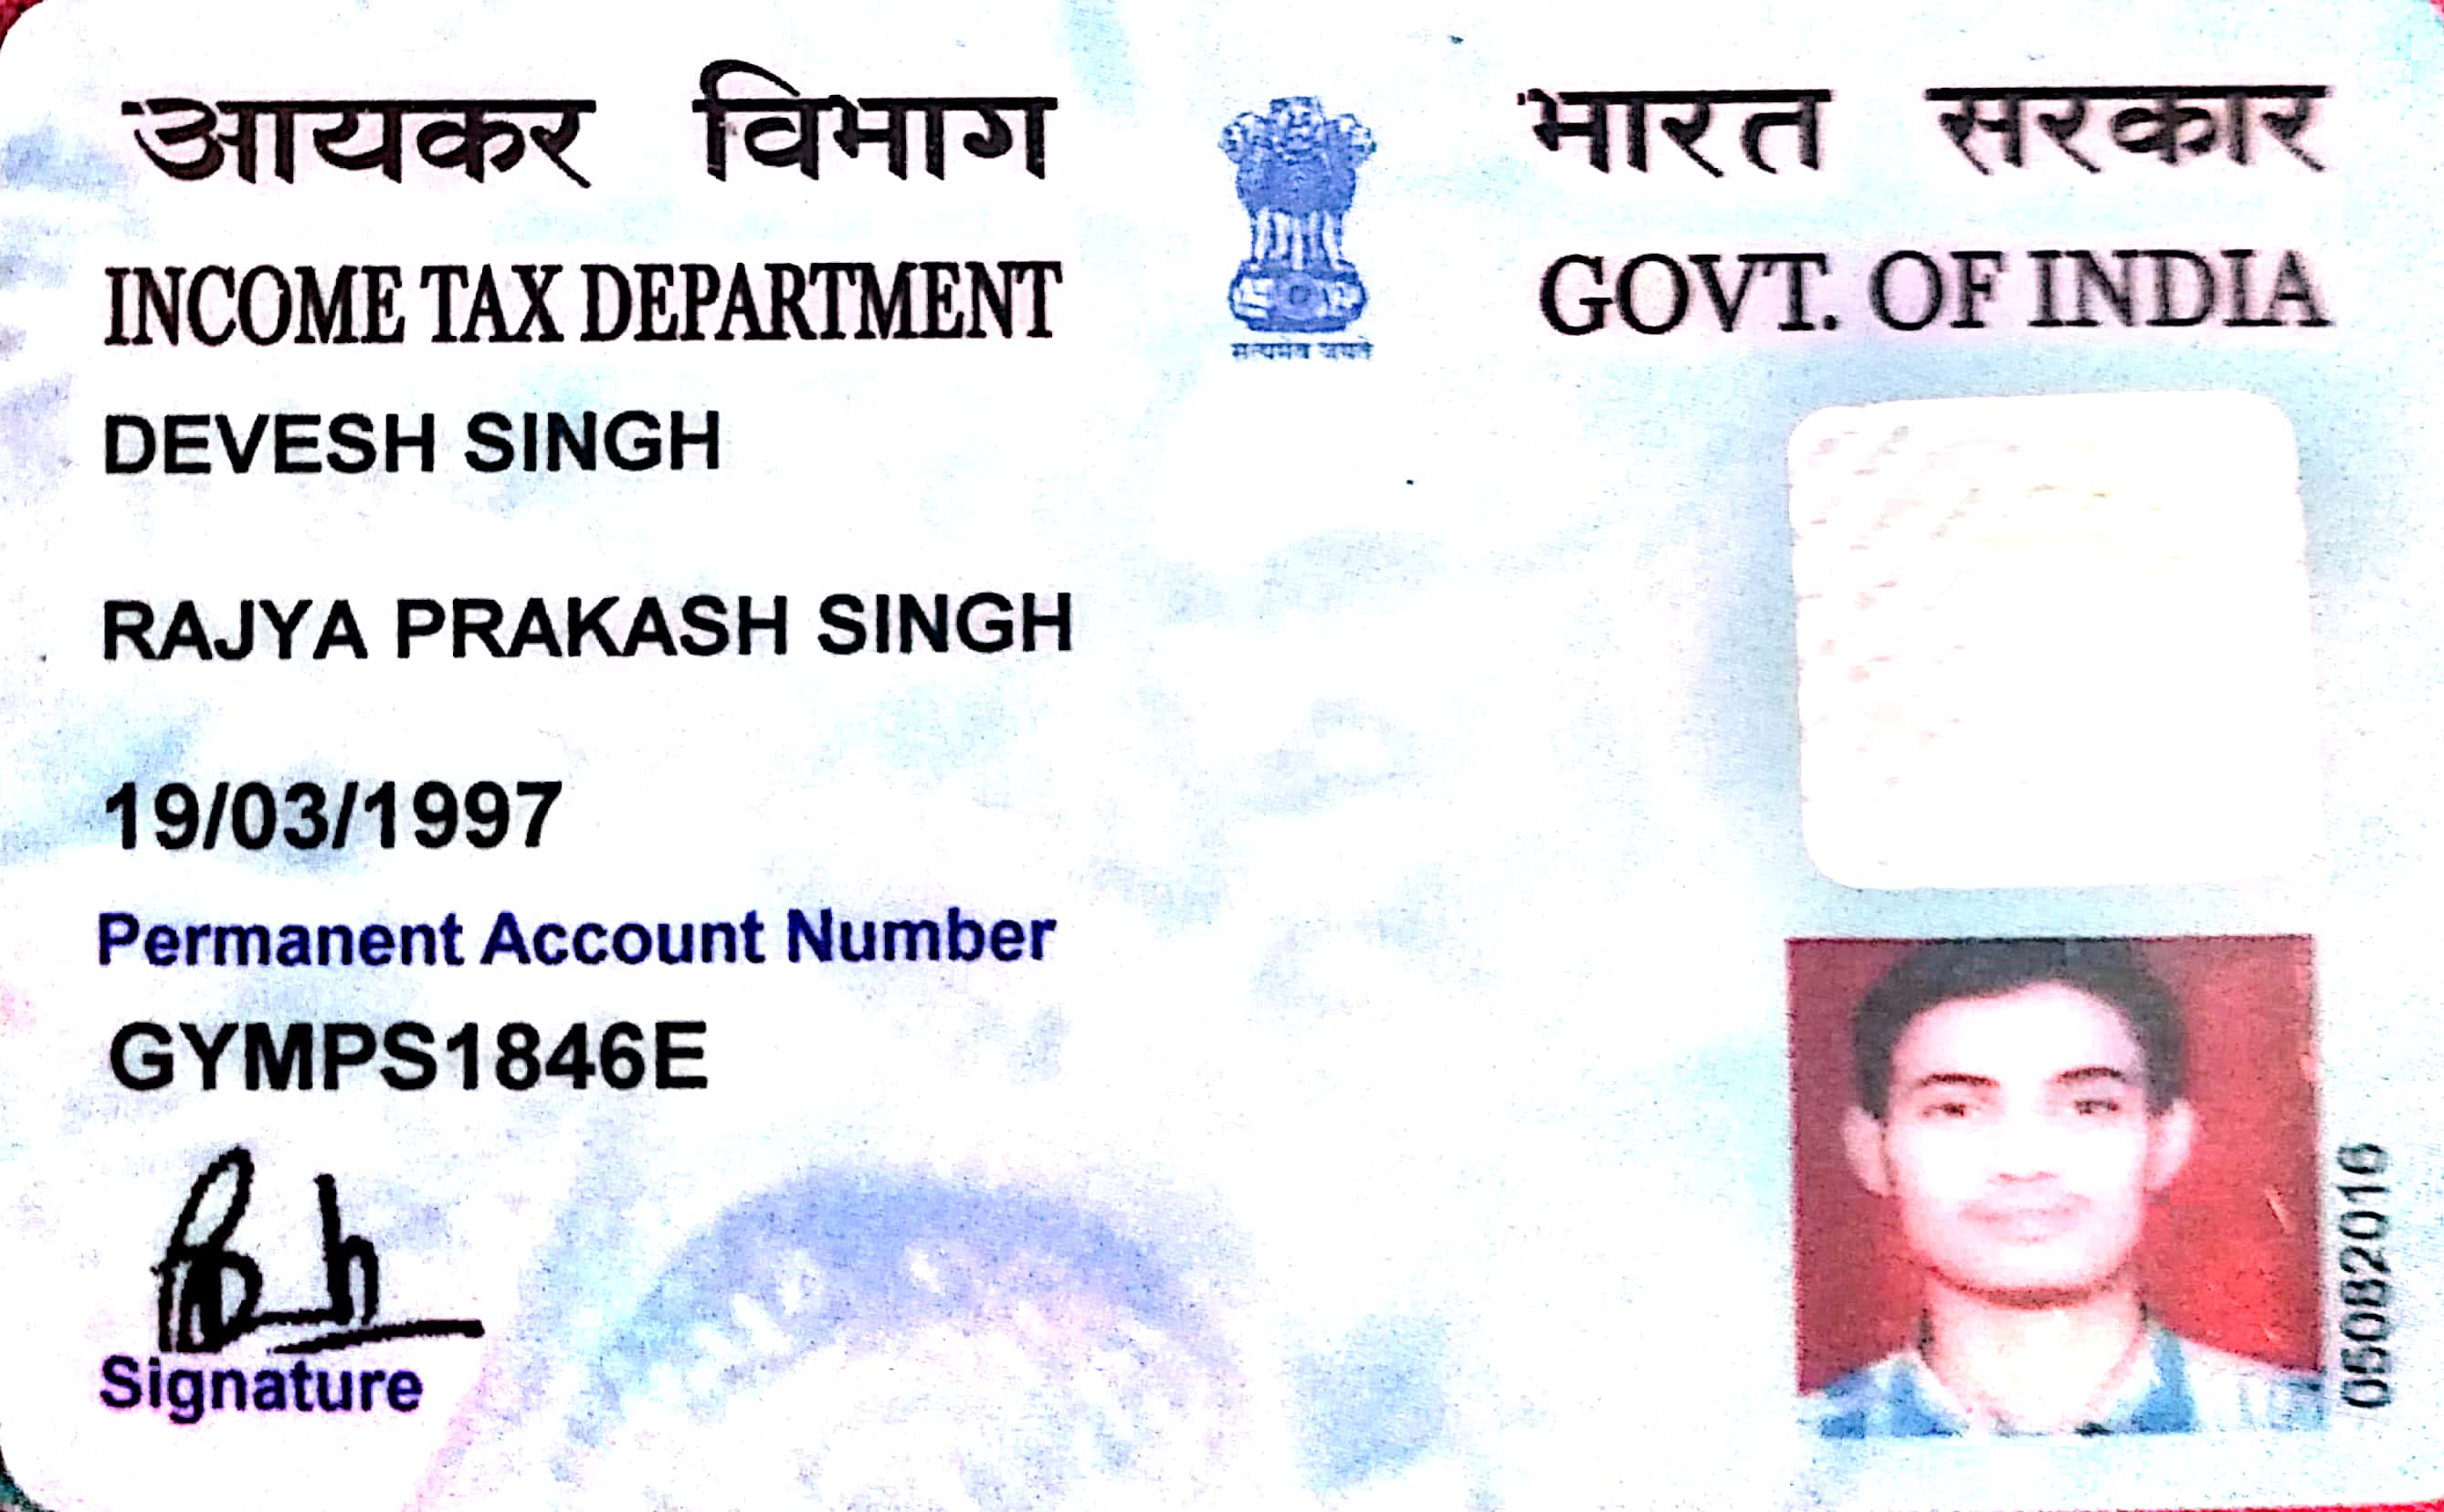 आयकर विभाग
INCOME TAX DEPARTMENT
सत्यमेव जयते
भारत सरकार
GOVT. OF INDIA
DEVESH SINGH
RAJYA PRAKASH SINGH
19/03/1997
Permanent Account Number
GYMPS1846E
Signature
05082016